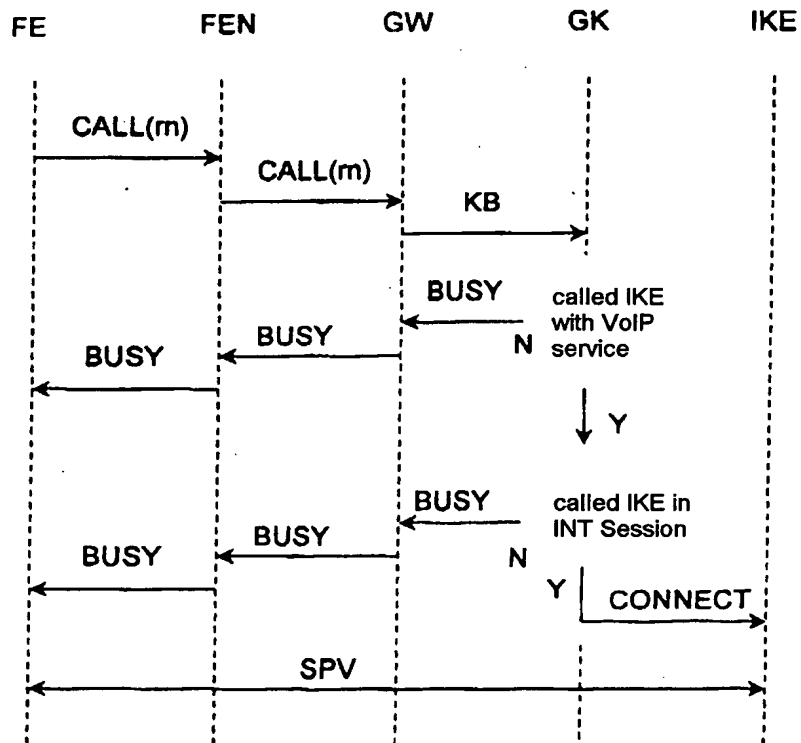 FE FEN GW GK IKE
CALL(m)
CALL(m)
KB
BUSY
called IKE
with VoIP
service
N
BUSY
BUSY
Y
BUSY
called IKE in
INT Session
N
BUSY
BUSY
Y
CONNECT
SPV